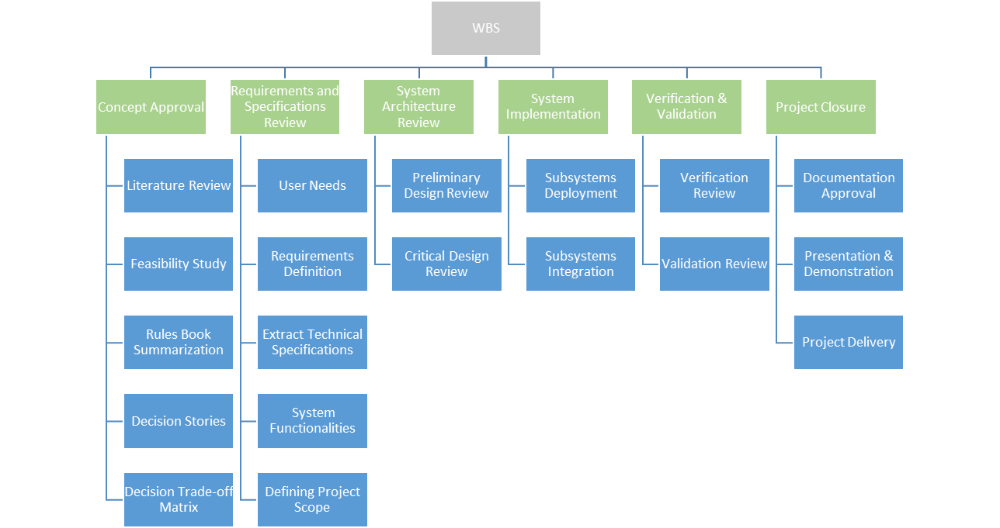 WBS
Concept Approval
Requirements and
Specifications
Review
System
Architecture
Review
System
Implementation
Verification &
Validation
Project Closure
Literature Review
Feasibility Study
Rules Book
Summarization
Decision Stories
Decision Trade-off
Matrix
User Needs
Requirements
Definition
Extract Technical
Specifications
System
Functionalities
Defining Project
Scope
Preliminary
Design Review
Critical Design
Review
Subsystems
Deployment
Subsystems
Integration
Verification
Review
Validation Review
Documentation
Approval
Presentation &
Demonstration
Project Delivery